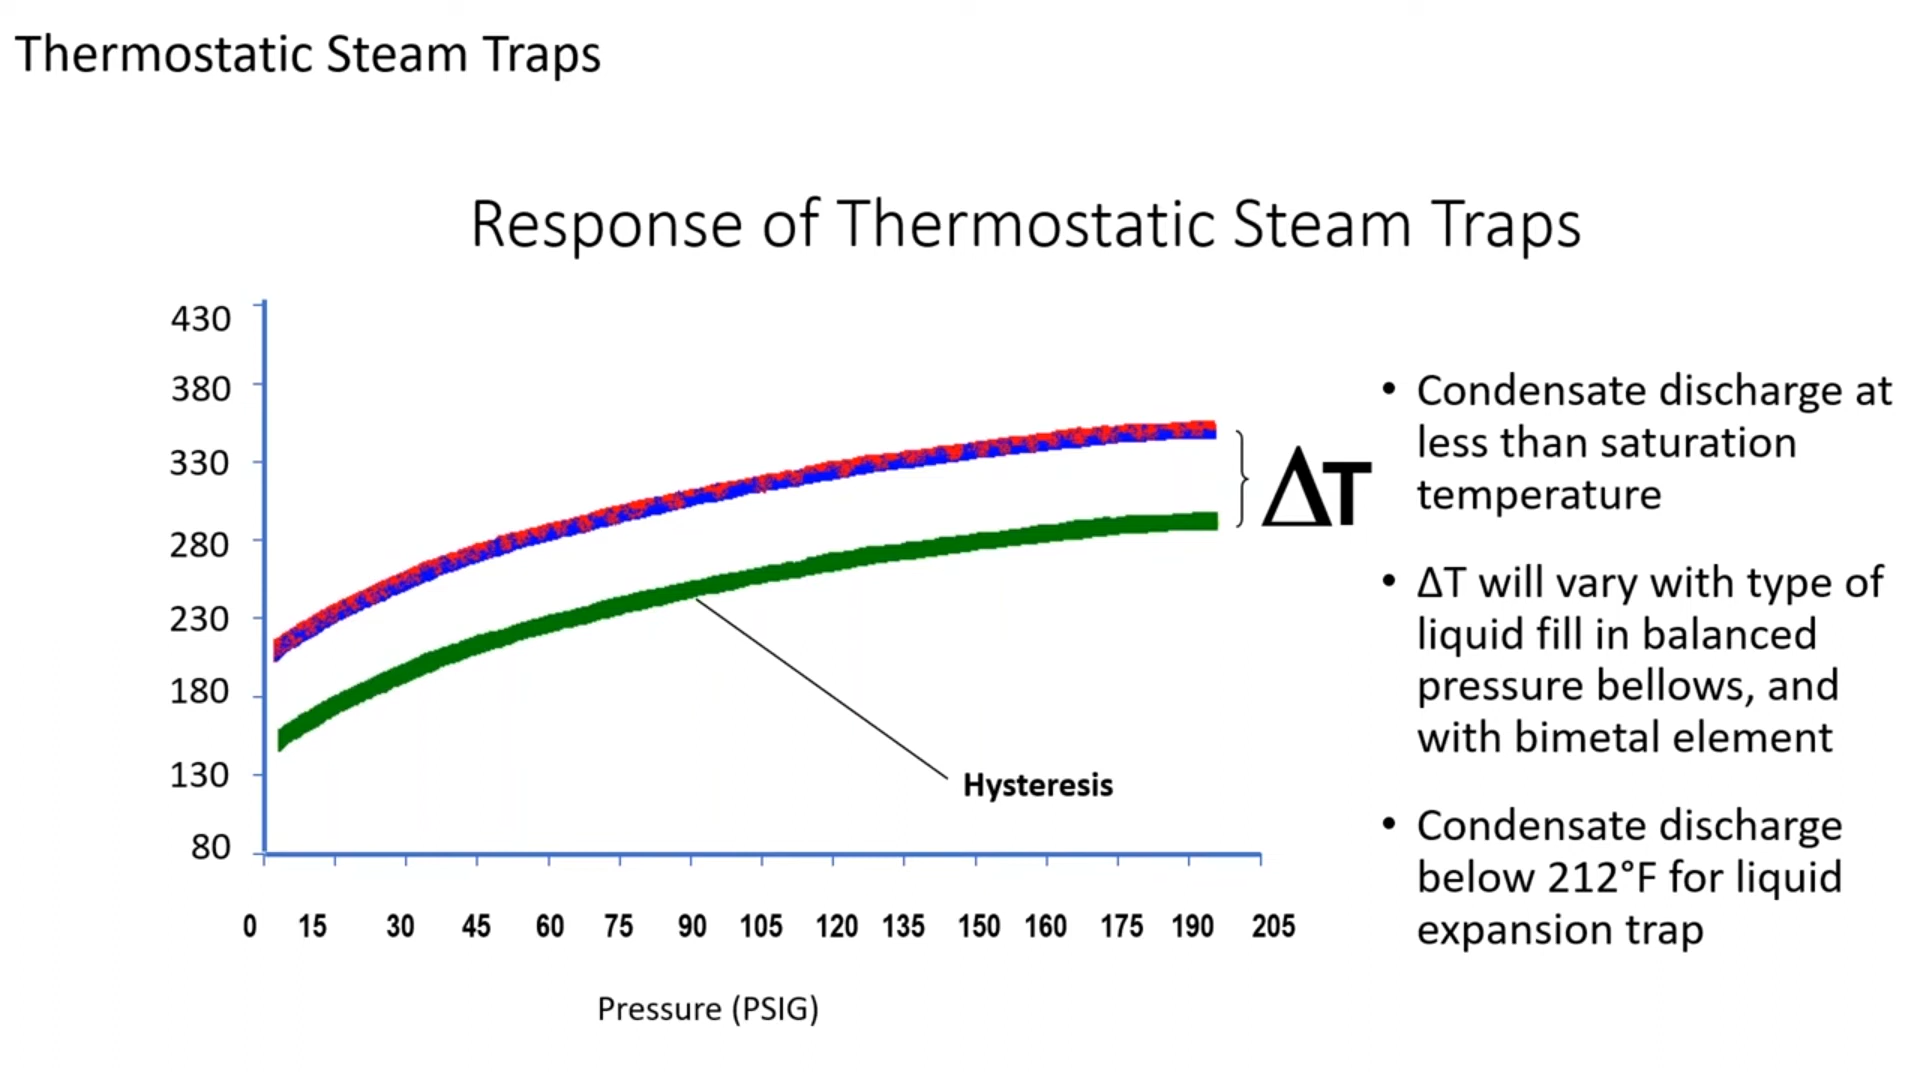 Thermostatic Steam Traps
Response of Thermostatic Steam Traps
430
380
330
280
230
180
130
80
0 15 30 45 60 75 90 105 120 135 150 160 175 190 205
Pressure (PSIG)
Hysteresis
ΔT
• Condensate discharge at
less than saturation
temperature
• ΔT will vary with type of
liquid fill in balanced
pressure bellows, and
with bimetal element
• Condensate discharge
below 212°F for liquid
expansion trap